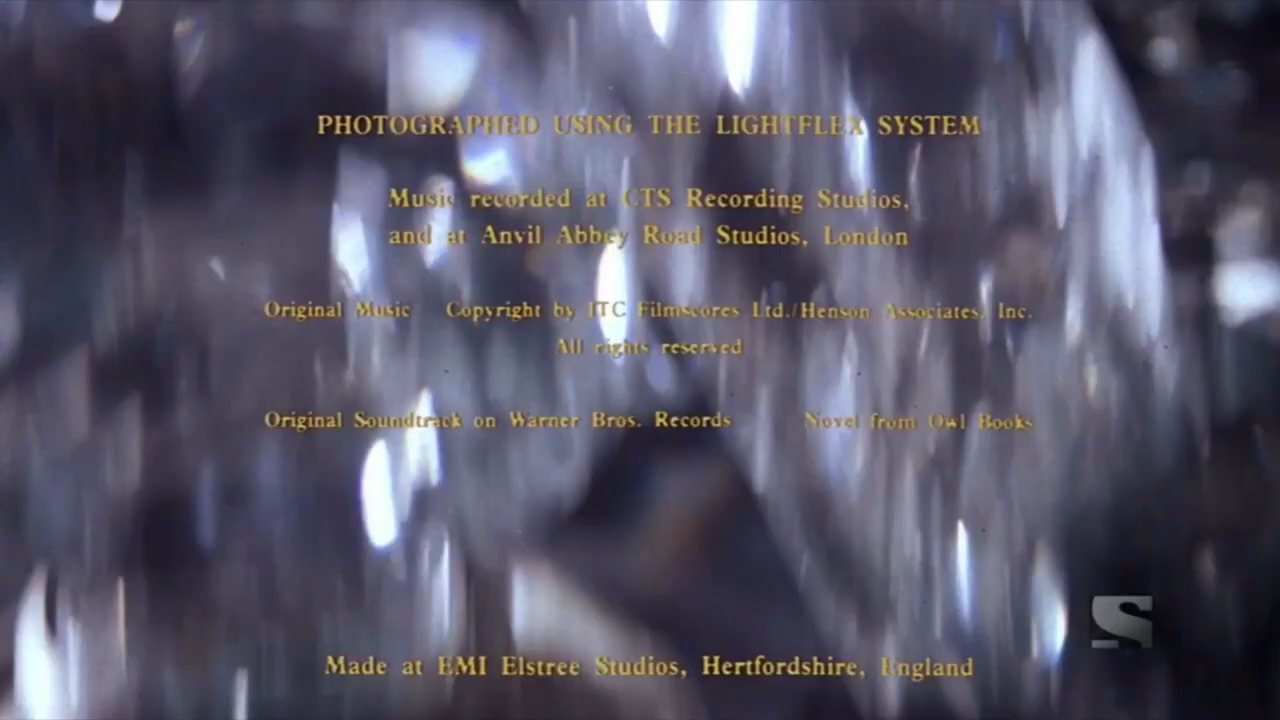 PHOTOGRAPHED USING THE LIGHTFLEX SYSTEM
Music recorded at CTS Recording Studios,
and at Anvil Abbey Road Studios, London
Original Music Copyright by ITC Filmscores Ltd./Henson Associates, Inc.
All rights reserved
Original Soundtrack on Warner Bros. Records Novel from Owl Books
Made at EMI Elstree Studios, Hertfordshire, England
S